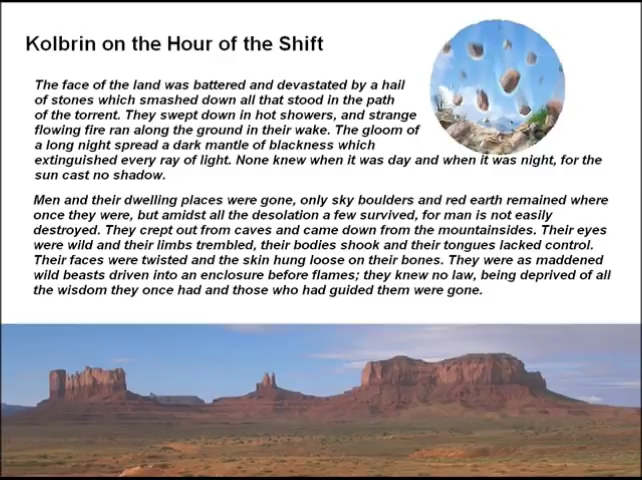 Kolbrin on the Hour of the Shift
The face of the land was battered and devastated by a hail
of stones which smashed down all that stood in the path
of the torrent. They swept down in hot showers, and strange
flowing fire ran along the ground in their wake. The gloom of
a long night spread a dark mantle of blackness which
extinguished every ray of light. None knew when it was day and when it was night, for the
sun cast no shadow.
Men and their dwelling places were gone, only sky boulders and red earth remained where
once they were, but amidst all the desolation a few survived, for man is not easily
destroyed. They crept out from caves and came down from the mountainsides. Their eyes
were wild and their limbs trembled, their bodies shook and their tongues lacked control.
Their faces were twisted and the skin hung loose on their bones. They were as maddened
wild beasts driven into an enclosure before flames; they knew no law, being deprived of all
the wisdom they once had and those who had guided them were gone.